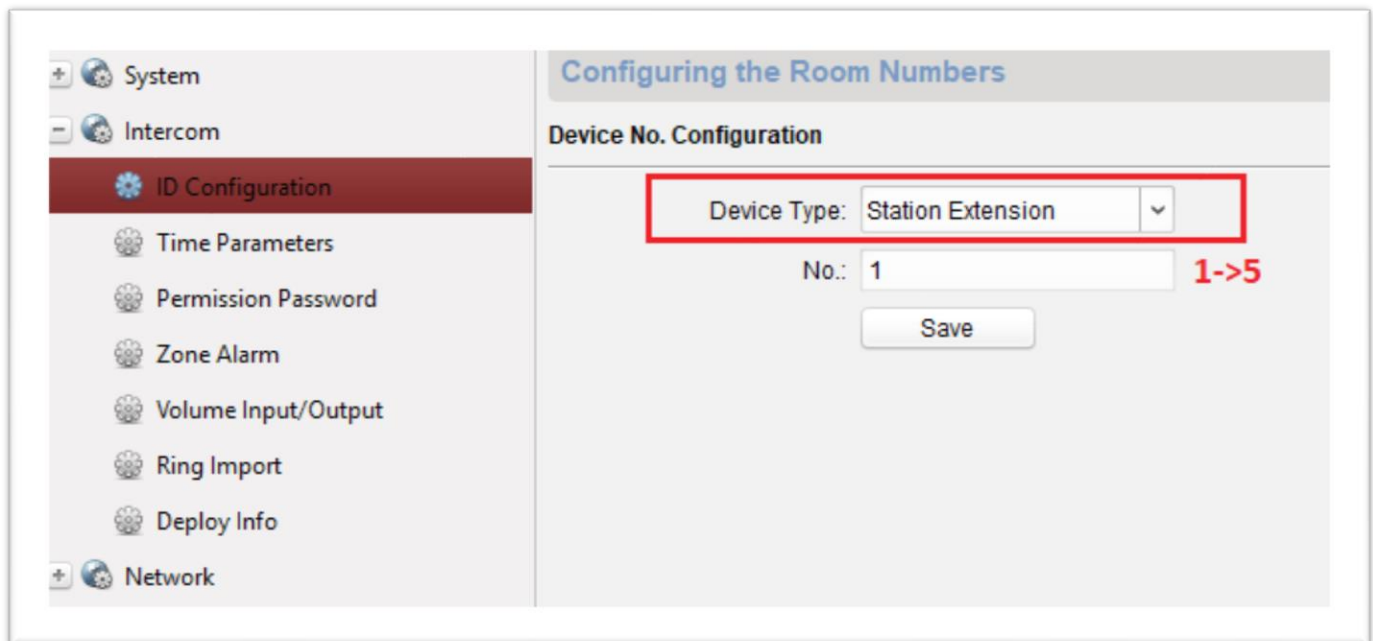 System
Intercom
ID Configuration
Time Parameters
Permission Password
Zone Alarm
Volume Input/Output
Ring Import
Deploy Info
Network
Configuring the Room Numbers
Device No. Configuration
Device Type: Station Extension
No.: 1 1->5
Save